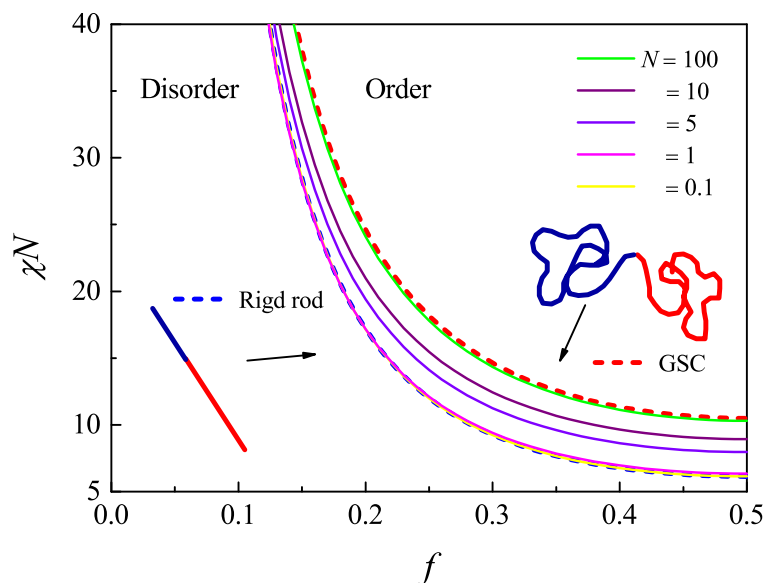 40
30
20
10
5
χN
Disorder
Order
N = 100
= 10
= 5
= 1
= 0.1
Rigd rod
GSC
0.0 0.1 0.2 0.3 0.4 0.5
f